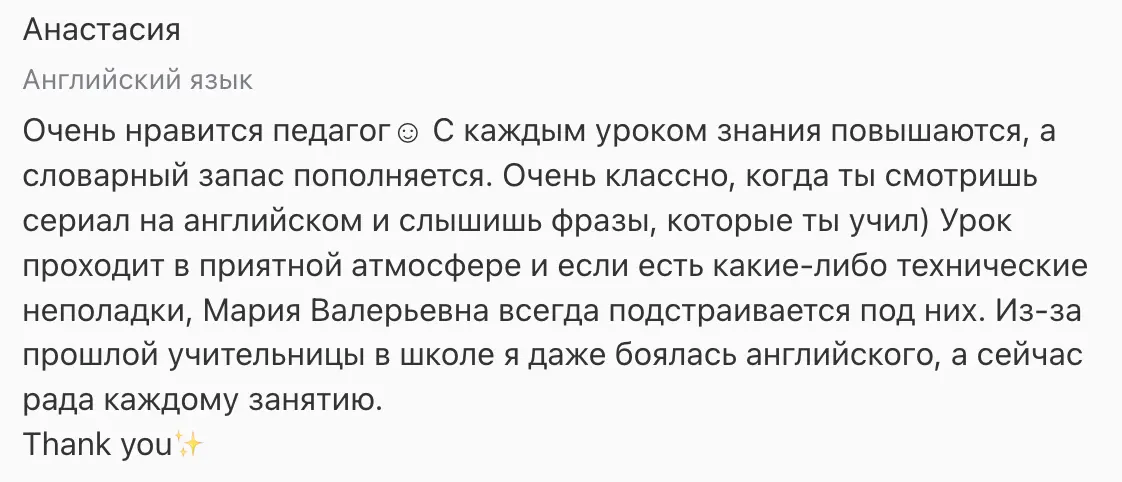 Анастасия
Английский язык
Очень нравится педагог☺ С каждым уроком знания повышаются, а
словарный запас пополняется. Очень классно, когда ты смотришь
сериал на английском и слышишь фразы, которые ты учил) Урок
проходит в приятной атмосфере и если есть какие-либо технические
неполадки, Мария Валерьевна всегда подстраивается под них. Из-за
прошлой учительницы в школе я даже боялась английского, а сейчас
рада каждому занятию.
Thank you✨